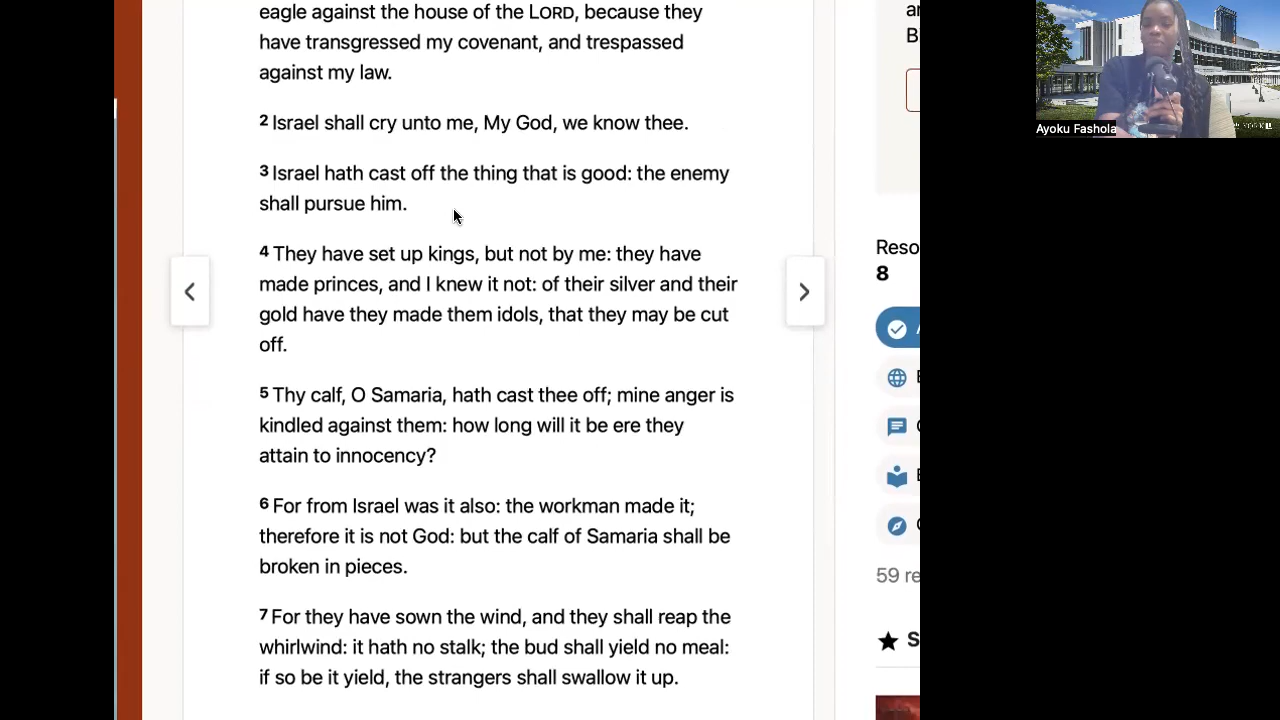 eagle against the house of the LORD, because they
have transgressed my covenant, and trespassed
against my law.
2 Israel shall cry unto me, My God, we know thee.
3 Israel hath cast off the thing that is good: the enemy
shall pursue him.
4 They have set up kings, but not by me: they have
made princes, and I knew it not: of their silver and their
gold have they made them idols, that they may be cut
off.
5 Thy calf, O Samaria, hath cast thee off; mine anger is
kindled against them: how long will it be ere they
attain to innocency?
6 For from Israel was it also: the workman made it;
therefore it is not God: but the calf of Samaria shall be
broken in pieces.
7 For they have sown the wind, and they shall reap the
whirlwind: it hath no stalk; the bud shall yield no meal:
if so be it yield, the strangers shall swallow it up.
B
Reso
8
59 re
S
Ayoku Fashola